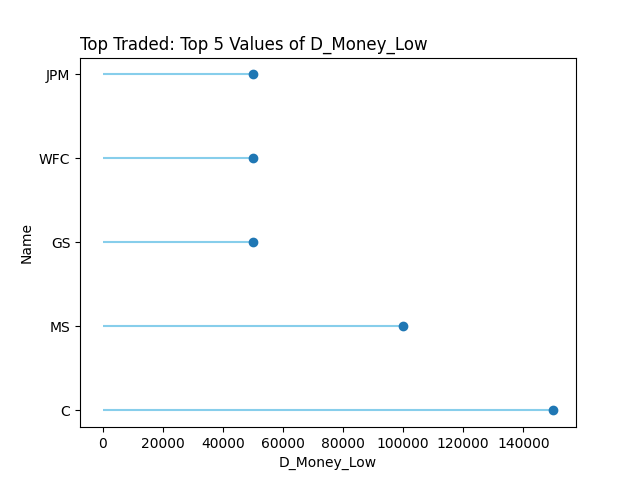 Top Traded: Top 5 Values of D_Money_Low
JPM
WFC
GS
MS
C
Name
0 20000 40000 60000 80000 100000 120000 140000
D_Money_Low